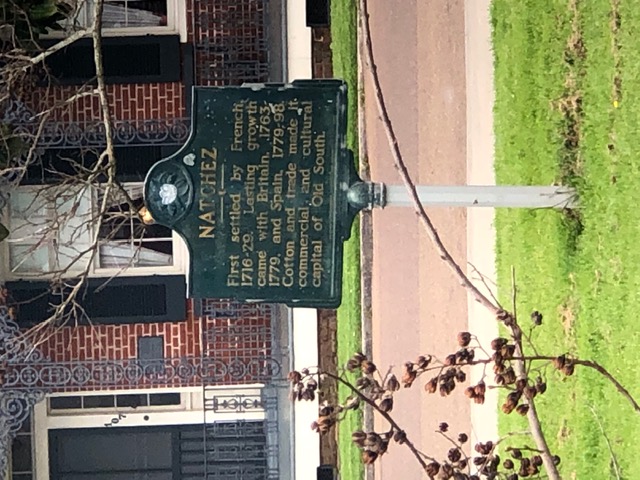 NATCHEZ
First settled by French,
1716-29. Lasting growth
came with Britain, 1763-
1779, and Spain, 1779-98.
Cotton and trade made it
commercial and cultural
capital of Old South.